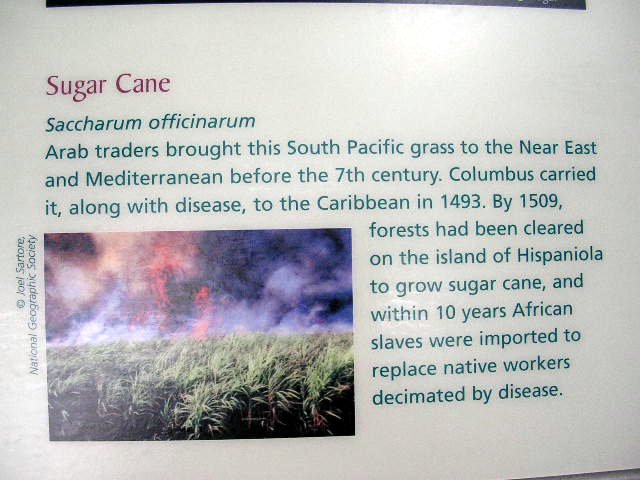 Sugar Cane
Saccharum officinarum
Arab traders brought this South Pacific grass to the Near East
and Mediterranean before the 7th century. Columbus carried
it, along with disease, to the Caribbean in 1493. By 1509,
forests had been cleared
on the island of Hispaniola
to grow sugar cane, and
within 10 years African
slaves were imported to
replace native workers
decimated by disease.
© Joel Sartore,
National Geographic Society